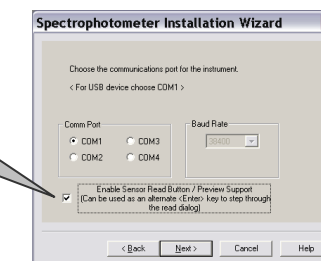 Spectrophotometer Installation Wizard
Choose the communications port for the instrument.
< For USB device choose COM1 >
Comm Port
COM1
COM3
COM2
COM4
Baud Rate
38400
Enable Sensor Read Button / Preview Support
(Can be used as an alternate <Enter> key to step through
the read dialog)
< Back
Next >
Cancel
Help